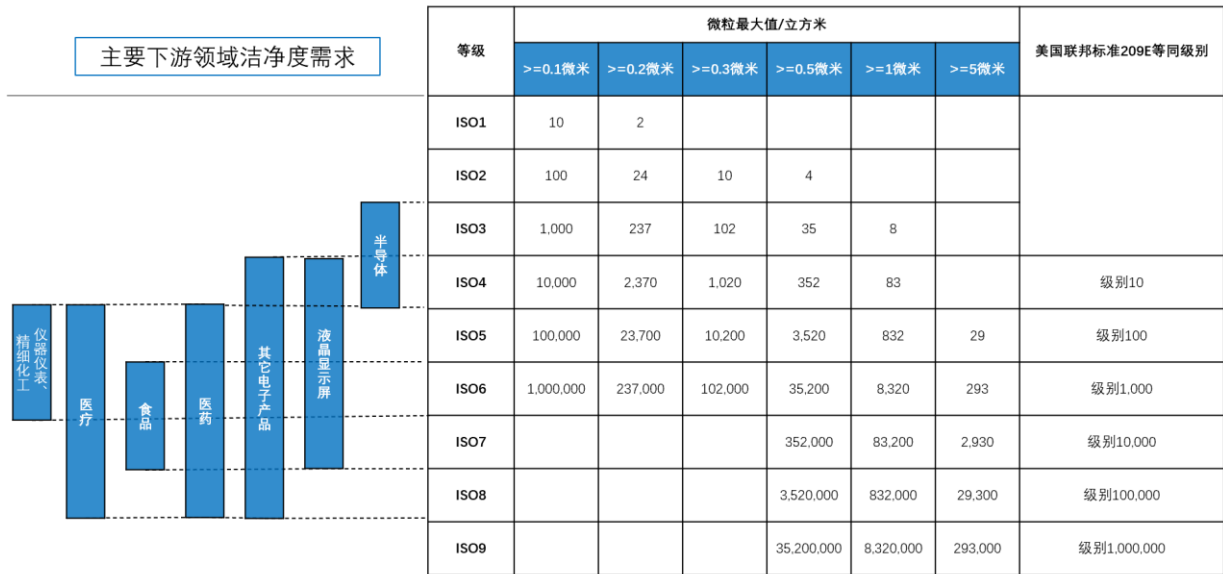 主要下游领域洁净度需求
等级
微粒最大值/立方米
美国联邦标准209E等同级别
>=0.1微米 >=0.2微米 >=0.3微米 >=0.5微米 >=1微米 >=5微米
ISO1 10 2
ISO2 100 24 10 4
ISO3 1,000 237 102 35 8
ISO4 10,000 2,370 1,020 352 83 级别10
ISO5 100,000 23,700 10,200 3,520 832 29 级别100
ISO6 1,000,000 237,000 102,000 35,200 8,320 293 级别1,000
ISO7 352,000 83,200 2,930 级别10,000
ISO8 3,520,000 832,000 29,300 级别100,000
ISO9 35,200,000 8,320,000 293,000 级别1,000,000
仪器仪表、
精细化工
医疗
食品
医药
其它电子产品
液晶显示屏
半导体